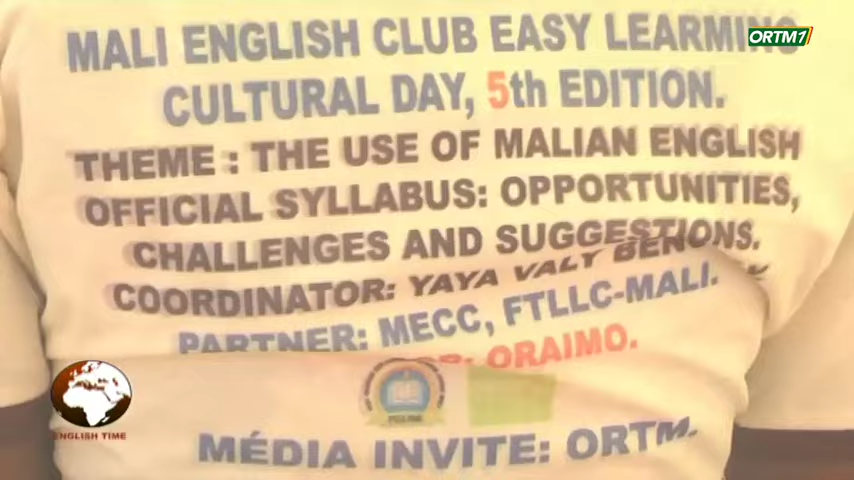 ORTM1
MALI ENGLISH CLUB EASY LEARMING
CULTURAL DAY, 5th EDITION.
THEME : THE USE OF MALIAN ENGLISH
OFFICIAL SYLLABUS: OPPORTUNITIES,
CHALLENGES AND SUGGESTIONS.
COORDINATOR: YAYA VALY
PARTNER: MECC, FTLLC-MALI.
ORAIMO.
ENGLISH TIME
MÉDIA INVITE: ORTM.